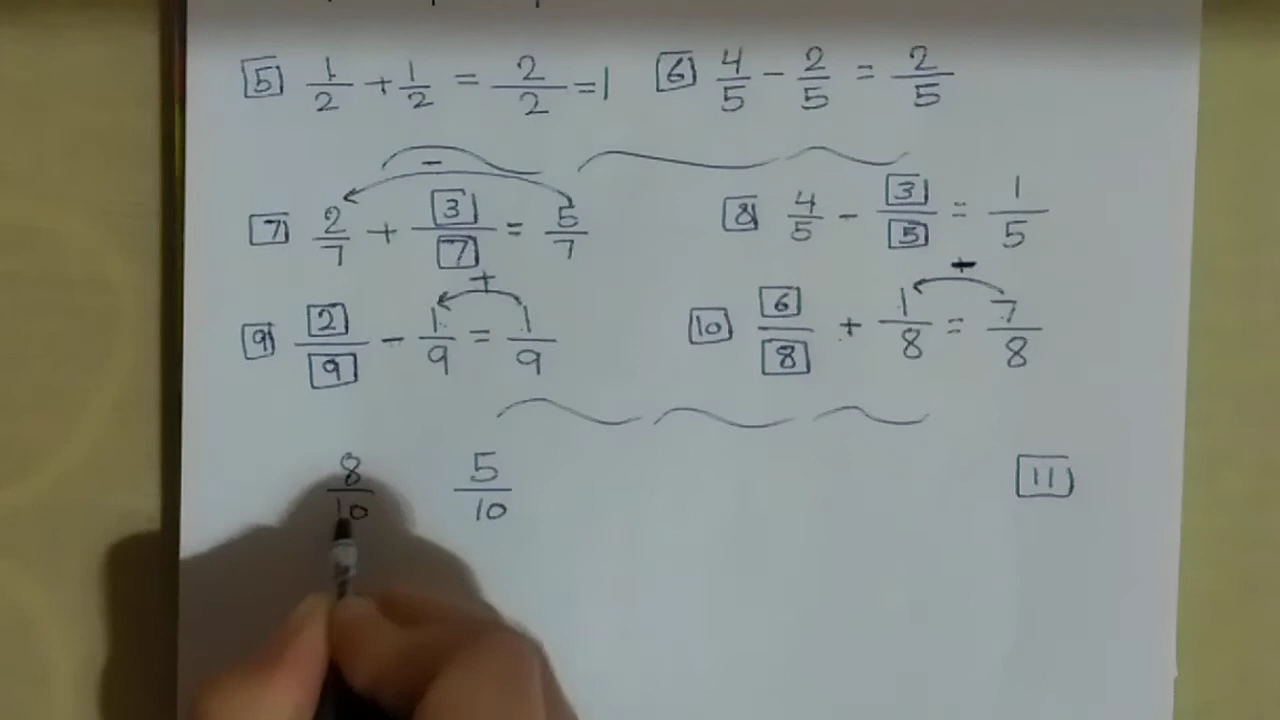 5 1/2 + 1/2 = 2/2 = 1 6 4/5 - 2/5 = 2/5
-
7 2/7 + 3/7 = 5/7 8 4/5 - 3/5 = 1/5
+ -
9 2/9 - 1/9 = 1/9 10 6/8 + 1/8 = 7/8
8/10 5/10 11